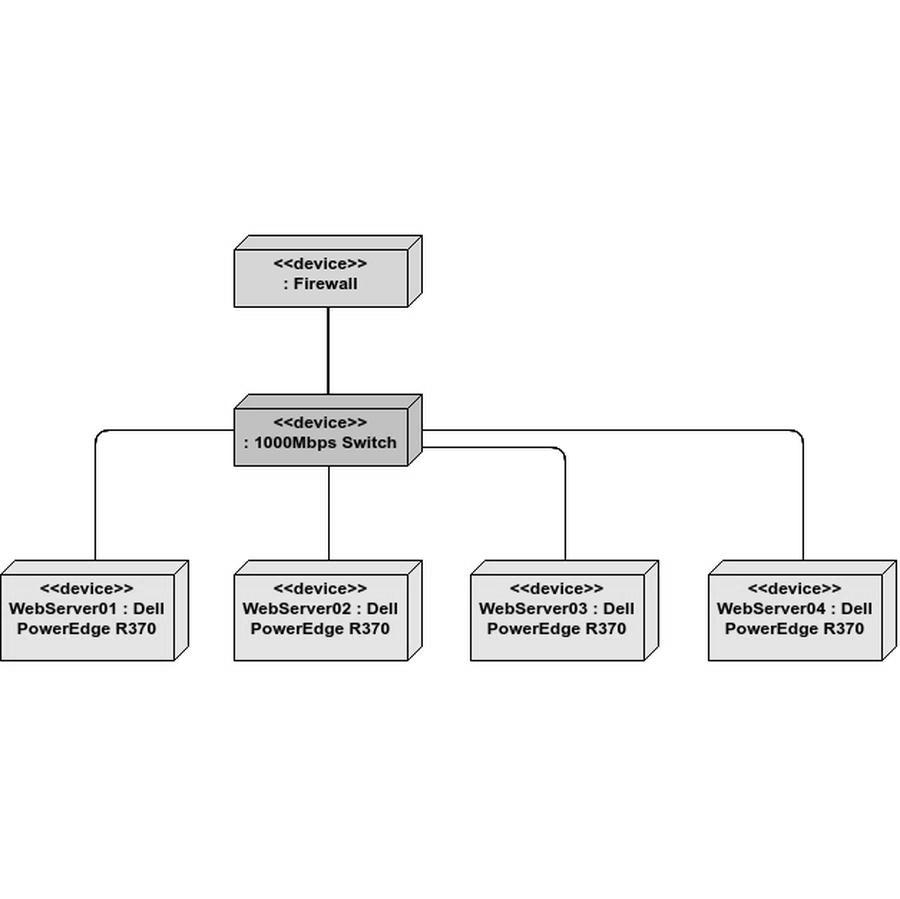 <<device>>
: Firewall
<<device>>
: 1000Mbps Switch
<<device>>
WebServer01 : Dell
PowerEdge R370
<<device>>
WebServer02 : Dell
PowerEdge R370
<<device>>
WebServer03 : Dell
PowerEdge R370
<<device>>
WebServer04 : Dell
PowerEdge R370